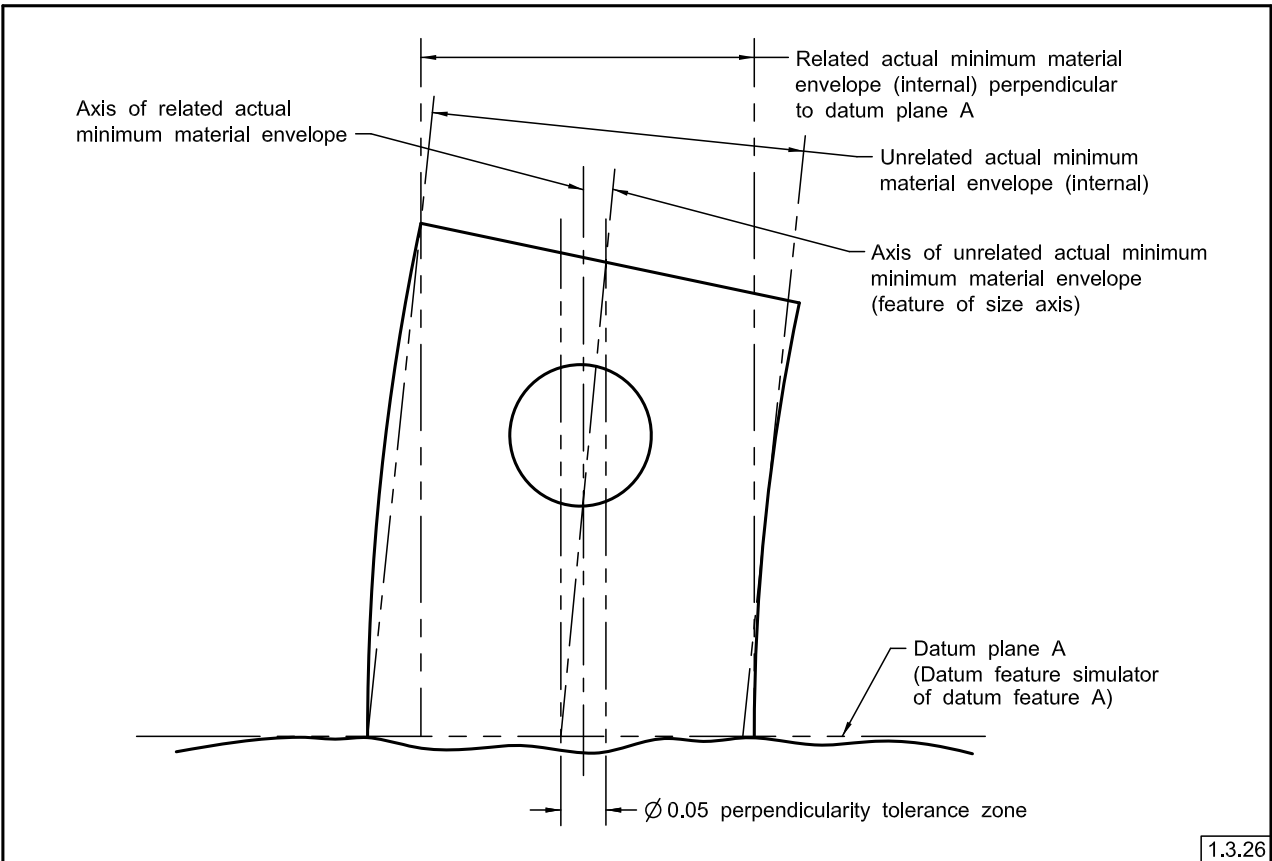 Related actual minimum material
envelope (internal) perpendicular
to datum plane A
Axis of related actual
minimum material envelope
Unrelated actual minimum
material envelope (internal)
Axis of unrelated actual minimum
minimum material envelope
(feature of size axis)
Datum plane A
(Datum feature simulator
of datum feature A)
∅ 0.05 perpendicularity tolerance zone
1.3.26